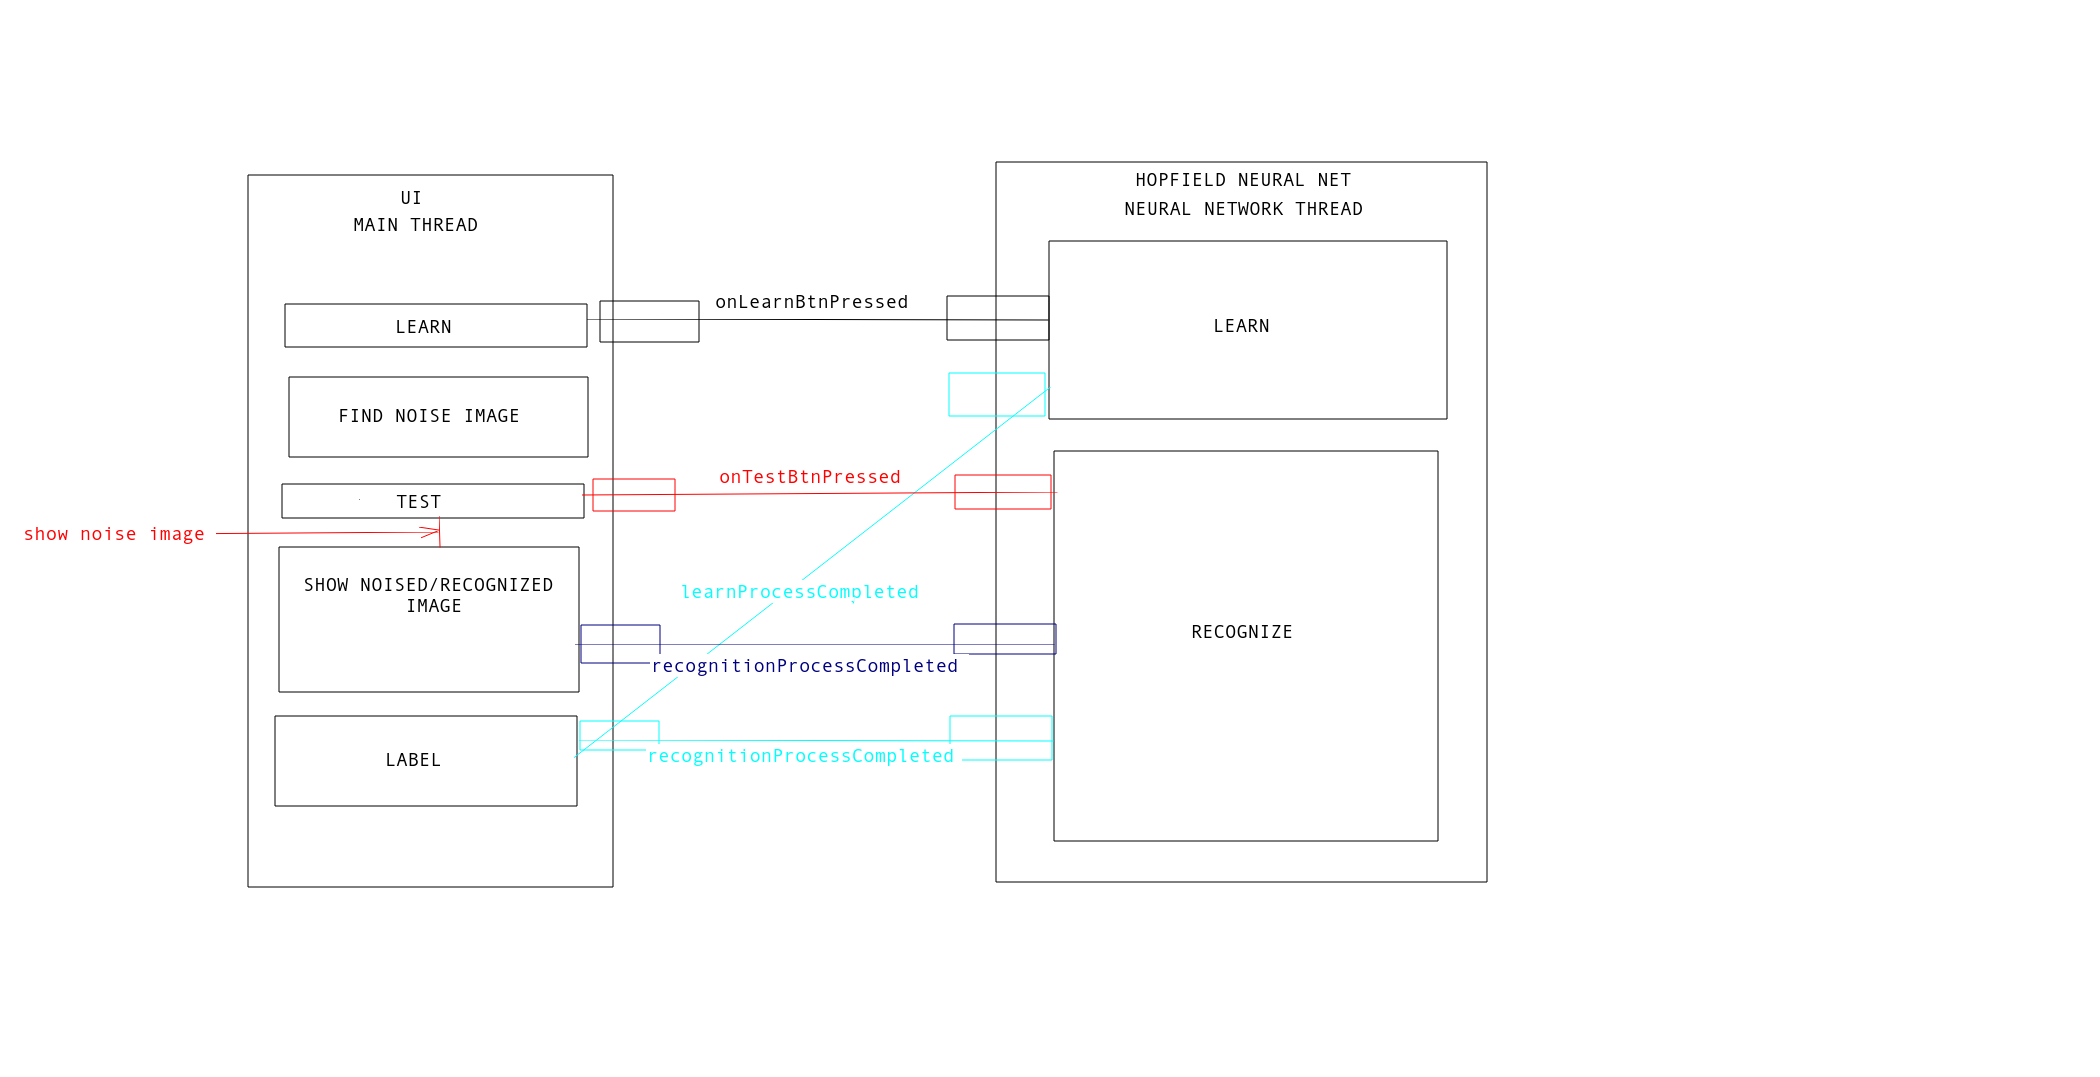 UI
MAIN THREAD
LEARN
FIND NOISE IMAGE
TEST
show noise image
SHOW NOISED/RECOGNIZED
IMAGE
LABEL
onLearnBtnPressed
onTestBtnPressed
learnProcessCompleted
recognitionProcessCompleted
recognitionProcessCompleted
HOPFIELD NEURAL NET
NEURAL NETWORK THREAD
LEARN
RECOGNIZE